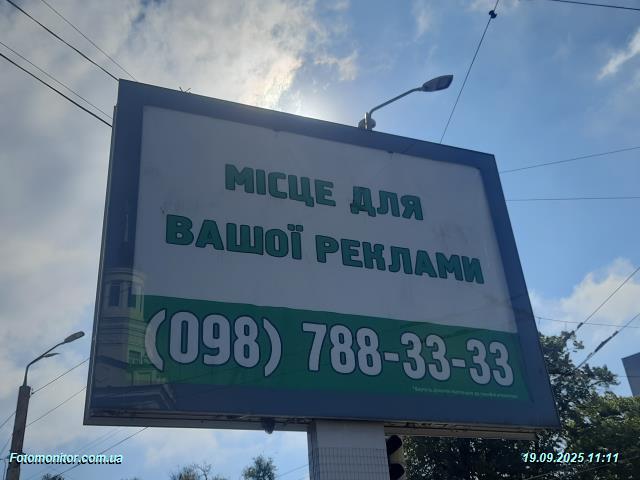 МІСЦЕ ДЛЯ
ВАШОЇ РЕКЛАМИ
(098) 788-33-33
Fotomonitor.com.ua
19.09.2025 11:11